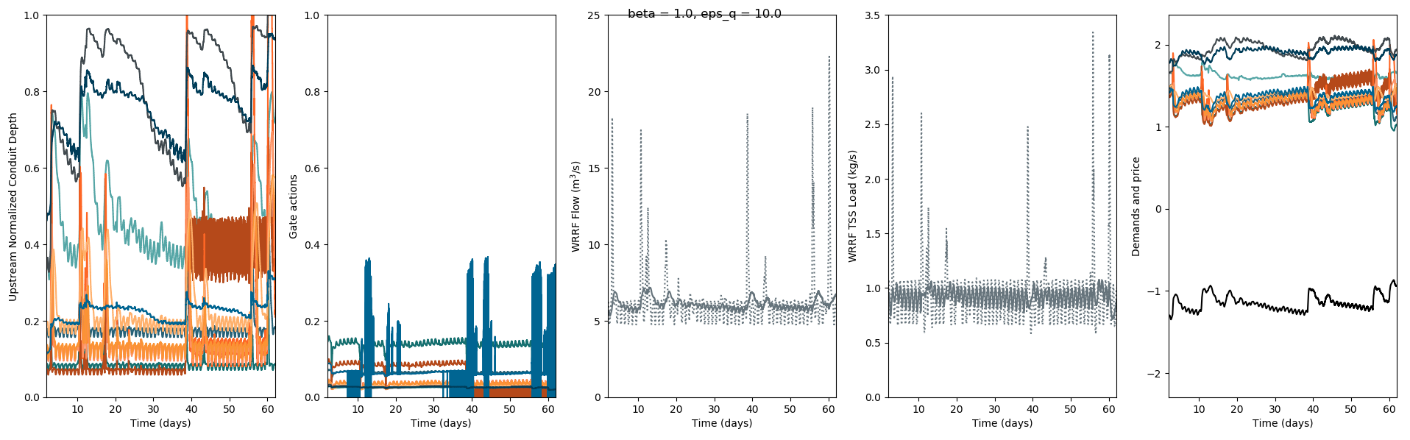 beta = 1.0, eps_q = 10.0
Upstream Normalized Conduit Depth
1.0
0.8
0.6
0.4
0.2
0.0
10 20 30 40 50 60
Time (days)
Gate actions
1.0
0.8
0.6
0.4
0.2
0.0
10 20 30 40 50 60
Time (days)
WRRF Flow (m³/s)
25
20
15
10
5
0
10 20 30 40 50 60
Time (days)
WRRF TSS Load (kg/s)
3.5
3.0
2.5
2.0
1.5
1.0
0.5
0.0
10 20 30 40 50 60
Time (days)
Demands and price
2
1
0
−1
−2
10 20 30 40 50 60
Time (days)